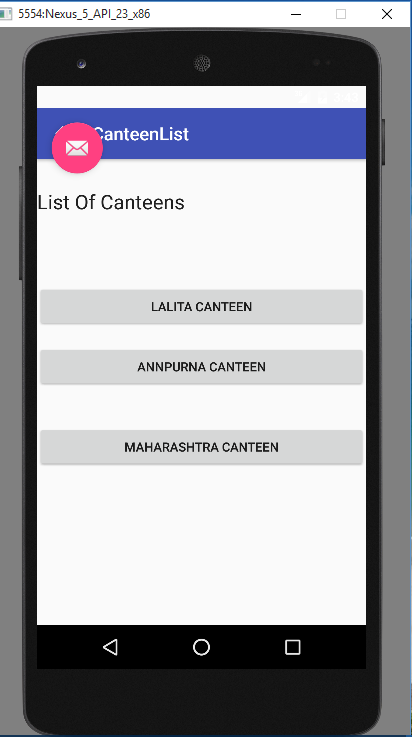 5554:Nexus_5_API_23_x86
CanteenList
List Of Canteens
LALITA CANTEEN
ANNPURNA CANTEEN
MAHARASHTRA CANTEEN